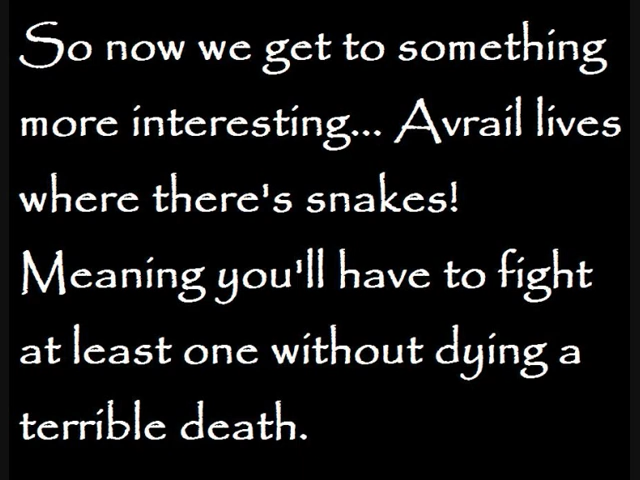 So now we get to something
more interesting... Avrail lives
where there's snakes!
Meaning you'll have to fight
at least one without dying a
terrible death.